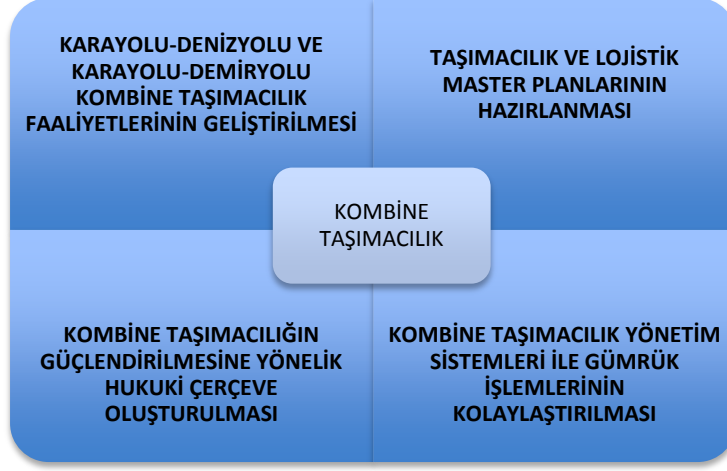 KARAYOLU-DENİZYOLU VE
KARAYOLU-DEMİRYOLU
KOMBİNE TAŞIMACILIK
FAALİYETLERİNİN GELİŞTİRİLMESİ
TAŞIMACILIK VE LOJİSTİK
MASTER PLANLARININ
HAZIRLANMASI
KOMBİNE
TAŞIMACILIK
KOMBİNE TAŞIMACILIĞIN
GÜÇLENDİRİLMESİNE YÖNELİK
HUKUKİ ÇERÇEVE
OLUŞTURULMASI
KOMBİNE TAŞIMACILIK YÖNETİM
SİSTEMLERİ İLE GÜMRÜK
İŞLEMLERİNİN
KOLAYLAŞTIRILMASI